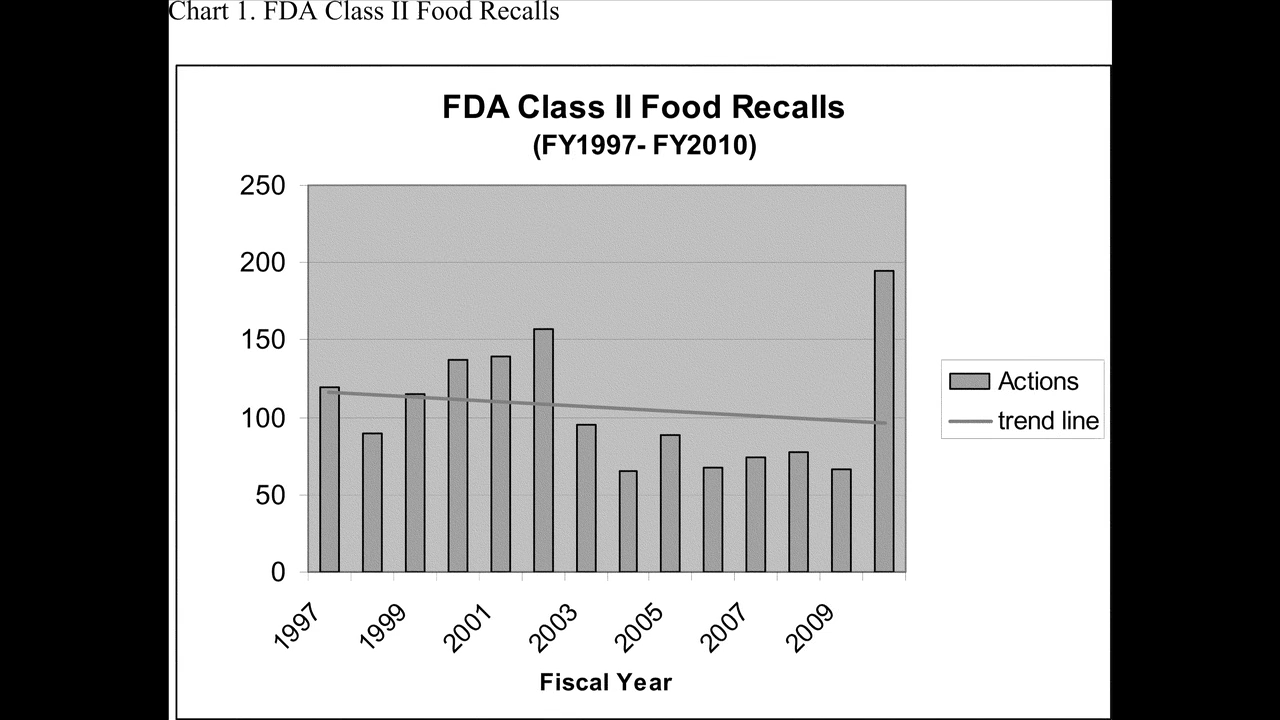 Chart 1. FDA Class II Food Recalls
FDA Class II Food Recalls
(FY1997- FY2010)
250
200
150
100
50
0
Actions
trend line
1997
1999
2001
2003
2005
2007
2009
Fiscal Year